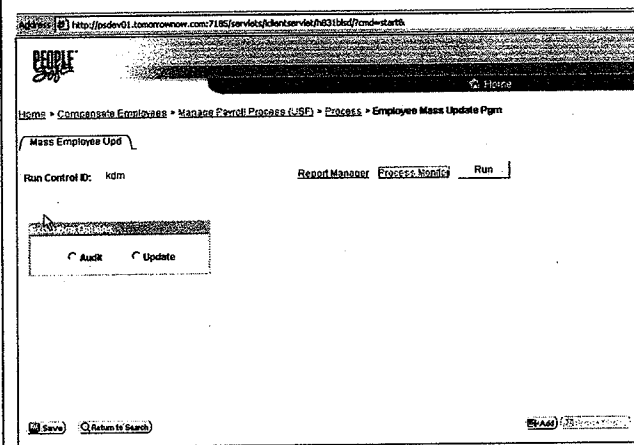 Address http://psdev01.tomorrownow.com:7185/servlets/iclientservlet/h831blsd/?cmd=start&
PEOPLE
Soft
Home
Home > Compensate Employees > Manage Payroll Process (USF) > Process > Employee Mass Update Pgm
Mass Employee Upd
Run Control ID: kdm Report Manager Process Monitor Run
Audit Update
Save Return to Search Add